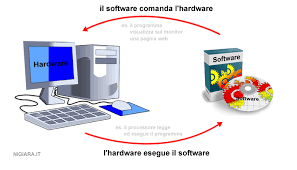 il software comanda l'hardware
es. il programma
visualizza sul monitor
una pagina web
Hardware
Software
Software
es. il processore legge
ed esegue il programma
NIGIARA.IT
l'hardware esegue il software